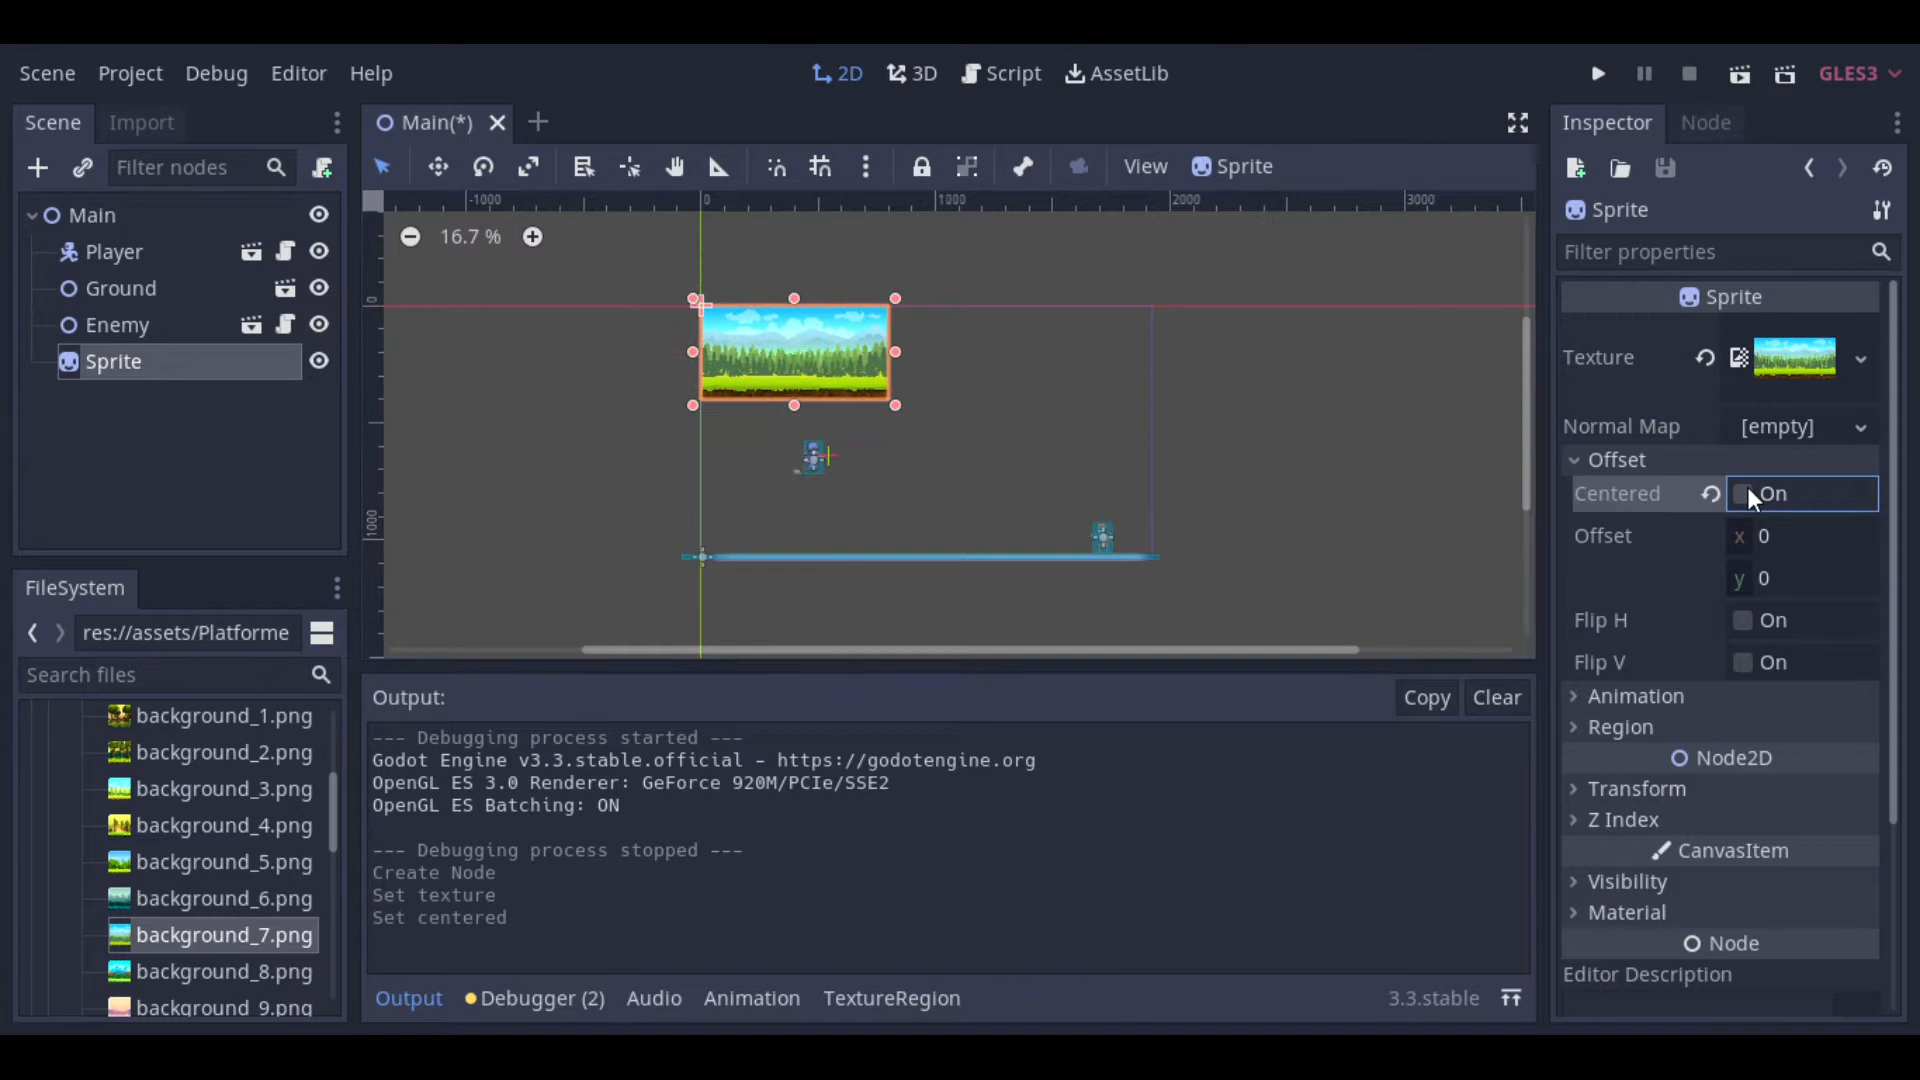 Scene Project Debug Editor Help 2D 3D Script AssetLib GLES3
Scene Import
Main(*)
Inspector Node
Filter nodes
View Sprite
Main
Player
Ground
Enemy
Sprite
-1000 0 1000 2000 3000
16.7 %
0
1000
FileSystem
res://assets/Platforme
Search files
background_1.png
background_2.png
background_3.png
background_4.png
background_5.png
background_6.png
background_7.png
background_8.png
background_9.png
Output:
Copy Clear
--- Debugging process started ---
Godot Engine v3.3.stable.official - https://godotengine.org
OpenGL ES 3.0 Renderer: GeForce 920M/PCIe/SSE2
OpenGL ES Batching: ON
--- Debugging process stopped ---
Create Node
Set texture
Set centered
Output Debugger (2) Audio Animation TextureRegion 3.3.stable
Sprite
Filter properties
Sprite
Texture
Normal Map [empty]
Offset
Centered On
Offset x 0
y 0
Flip H On
Flip V On
Animation
Region
Node2D
Transform
Z Index
CanvasItem
Visibility
Material
Node
Editor Description